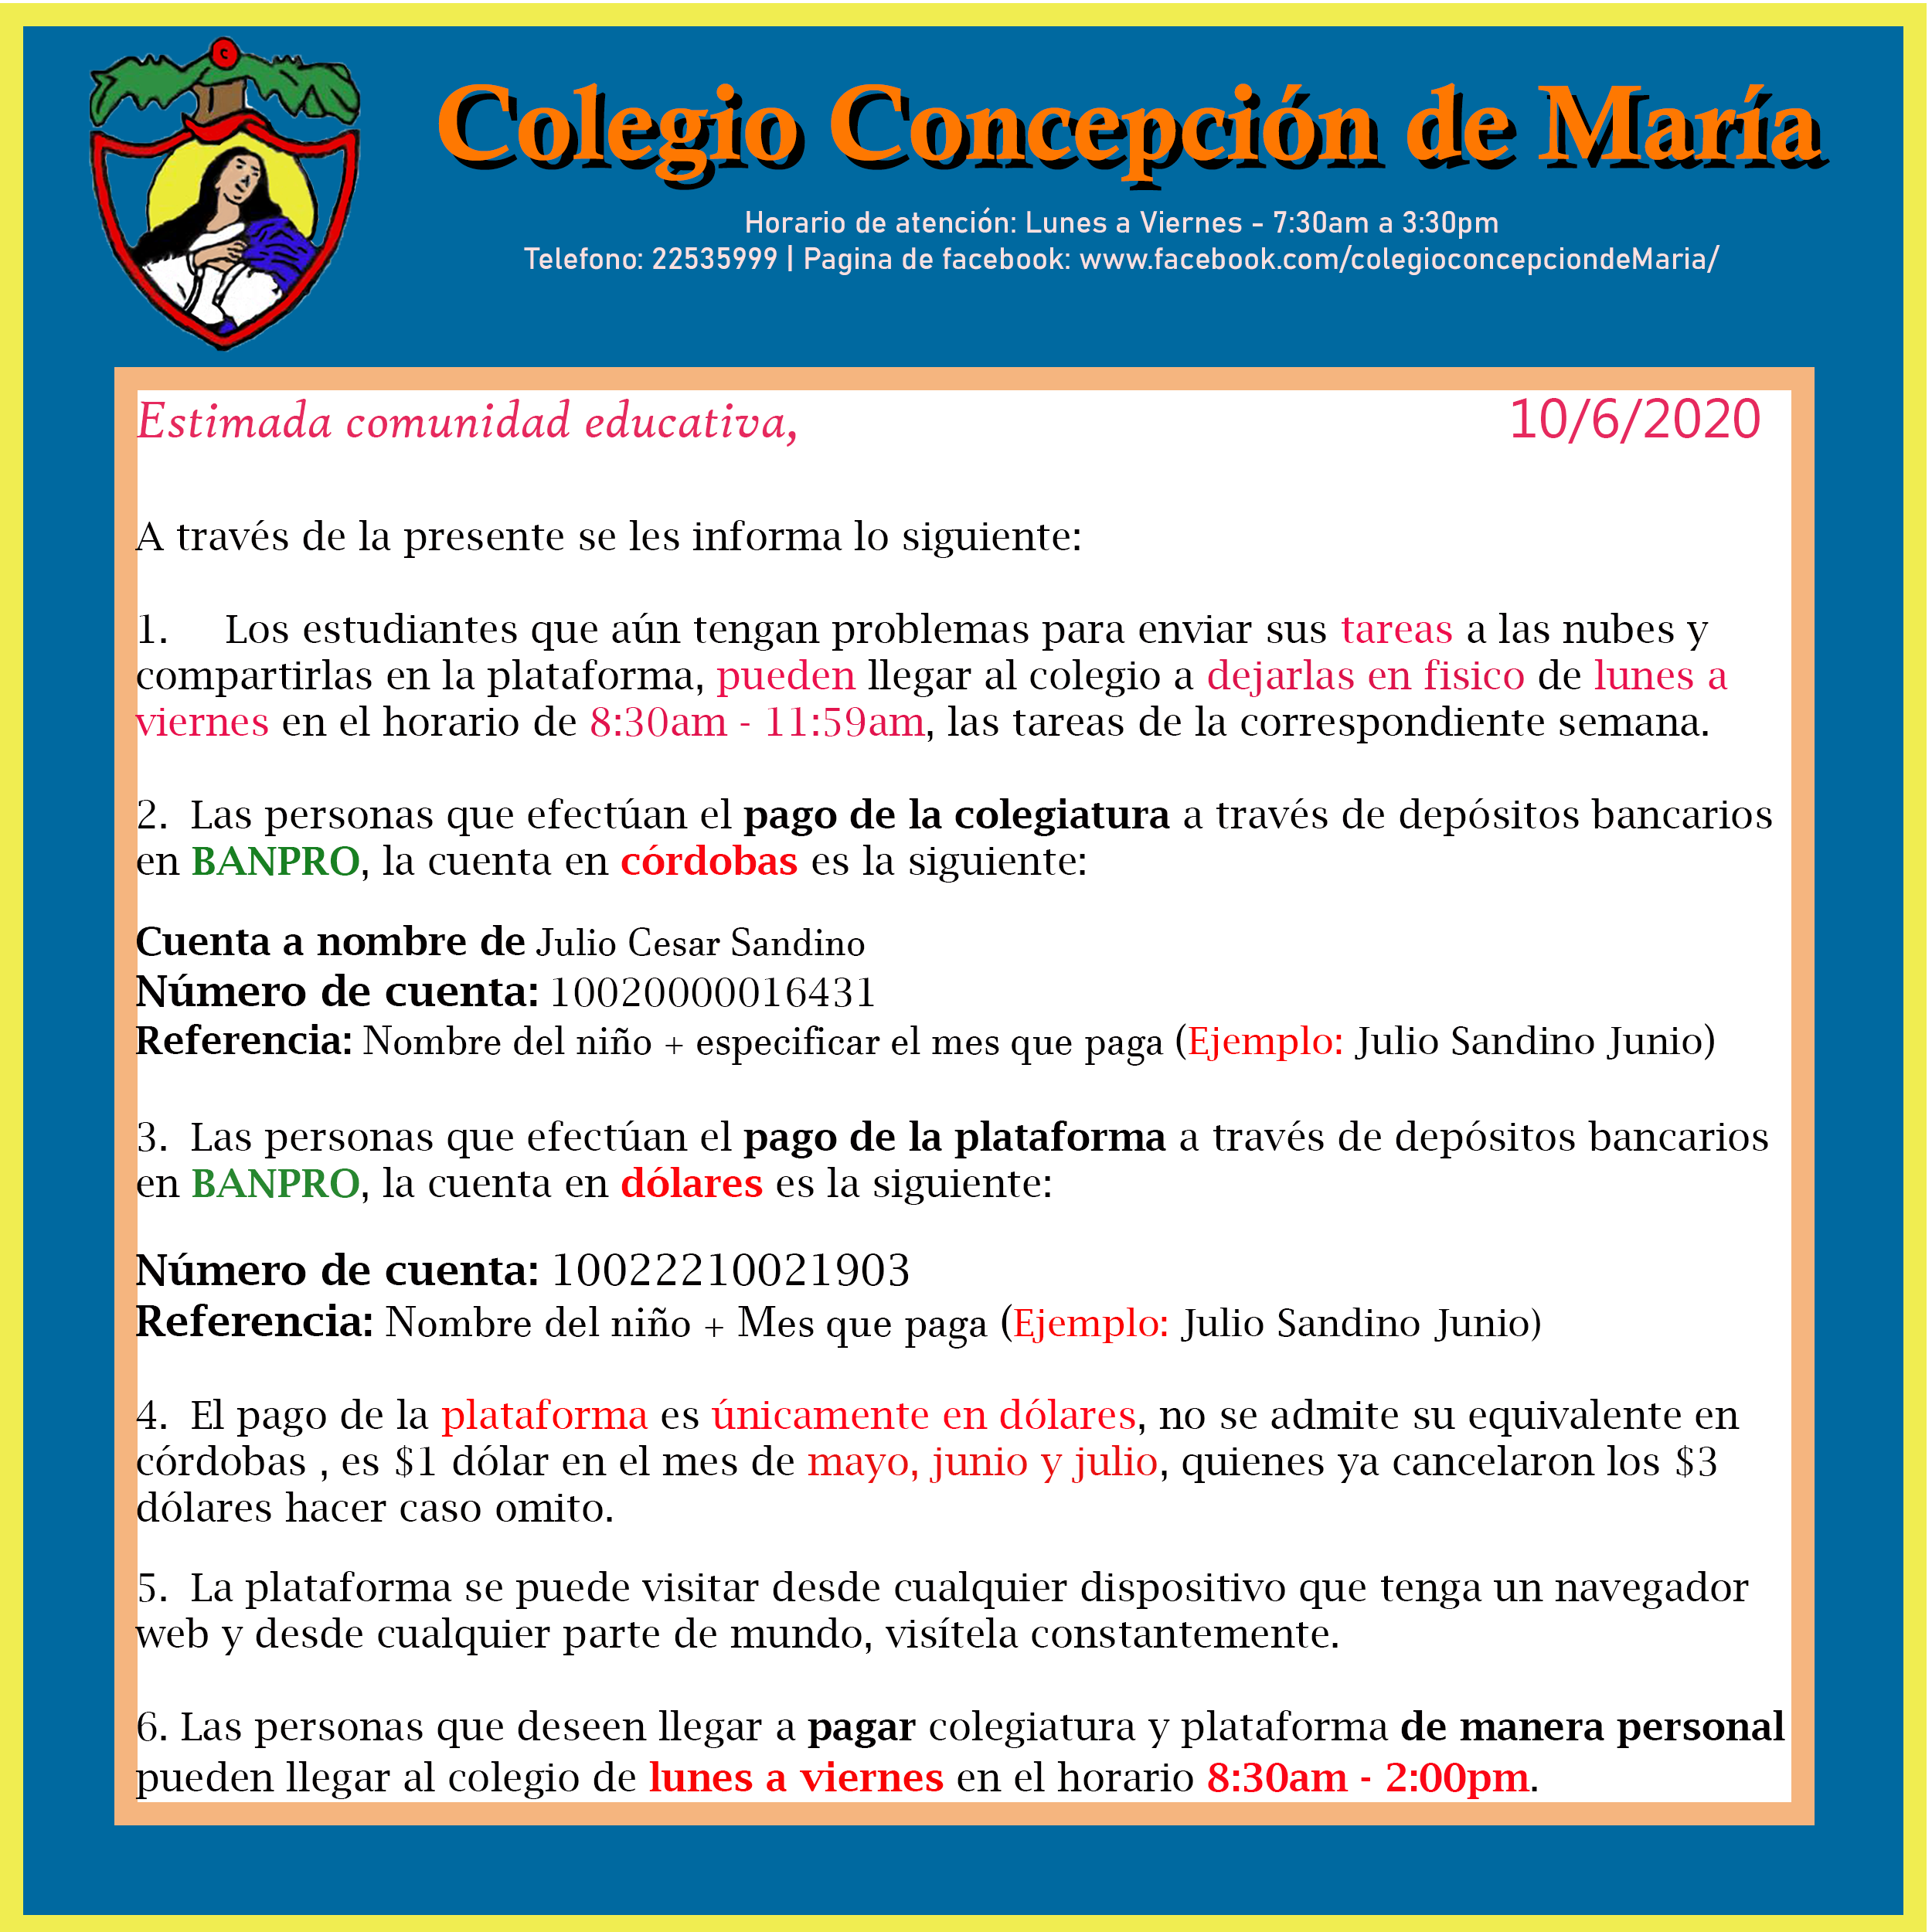 C
Colegio Concepción de María
Horario de atención: Lunes a Viernes - 7:30am a 3:30pm
Telefono: 22535999 | Pagina de facebook: www.facebook.com/colegioconcepciondeMaria/
Estimada comunidad educativa, 10/6/2020
A través de la presente se les informa lo siguiente:
1. Los estudiantes que aún tengan problemas para enviar sus tareas a las nubes y
compartirlas en la plataforma, pueden llegar al colegio a dejarlas en fisico de lunes a
viernes en el horario de 8:30am - 11:59am, las tareas de la correspondiente semana.
2. Las personas que efectúan el pago de la colegiatura a través de depósitos bancarios
en BANPRO, la cuenta en córdobas es la siguiente:
Cuenta a nombre de Julio Cesar Sandino
Número de cuenta: 10020000016431
Referencia: Nombre del niño + especificar el mes que paga (Ejemplo: Julio Sandino Junio)
3. Las personas que efectúan el pago de la plataforma a través de depósitos bancarios
en BANPRO, la cuenta en dólares es la siguiente:
Número de cuenta: 10022210021903
Referencia: Nombre del niño + Mes que paga (Ejemplo: Julio Sandino Junio)
4. El pago de la plataforma es únicamente en dólares, no se admite su equivalente en
córdobas , es $1 dólar en el mes de mayo, junio y julio, quienes ya cancelaron los $3
dólares hacer caso omito.
5. La plataforma se puede visitar desde cualquier dispositivo que tenga un navegador
web y desde cualquier parte de mundo, visítela constantemente.
6. Las personas que deseen llegar a pagar colegiatura y plataforma de manera personal
pueden llegar al colegio de lunes a viernes en el horario 8:30am - 2:00pm.